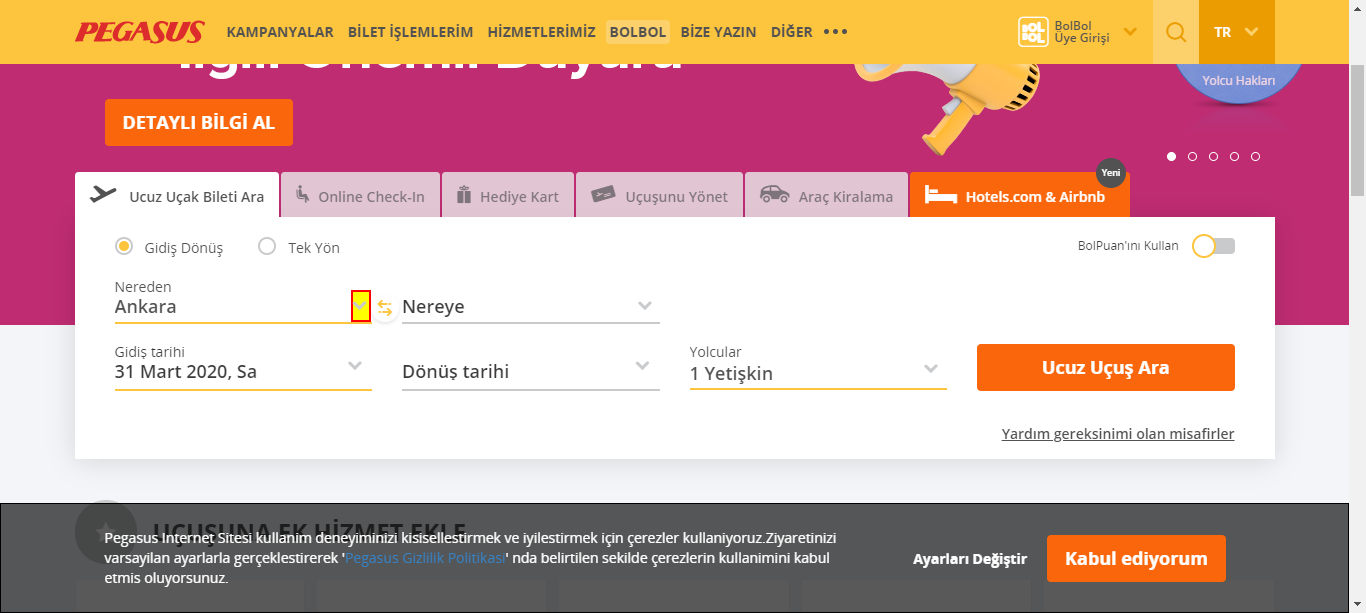 PEGASUS
KAMPANYALAR BİLET İŞLEMLERİM HİZMETLERİMİZ BOLBOL BİZE YAZIN DİĞER
BOL BOL
BolBol
Üye Girişi
TR
İlgili Önemli Duyuru
Yolcu Hakları
DETAYLI BİLGİ AL
Yeni
Ucuz Uçak Bileti Ara
Online Check-In
Hediye Kart
Uçuşunu Yönet
Araç Kiralama
Hotels.com & Airbnb
Gidiş Dönüş
Tek Yön
BolPuan'ını Kullan
Nereden
Ankara
Nereye
Gidiş tarihi
31 Mart 2020, Sa
Dönüş tarihi
Yolcular
1 Yetişkin
Ucuz Uçuş Ara
Yardım gereksinimi olan misafirler
UÇUŞUNA EK HİZMET EKLE
Pegasus Internet Sitesi kullanim deneyiminizi kisisellestirmek ve iyilestirmek için çerezler kullaniyoruz.Ziyaretinizi
varsayilan ayarlarla gerçeklestirerek 'Pegasus Gizlilik Politikasi' nda belirtilen sekilde çerezlerin kullanimini kabul
etmis oluyorsunuz.
Ayarları Değiştir
Kabul ediyorum